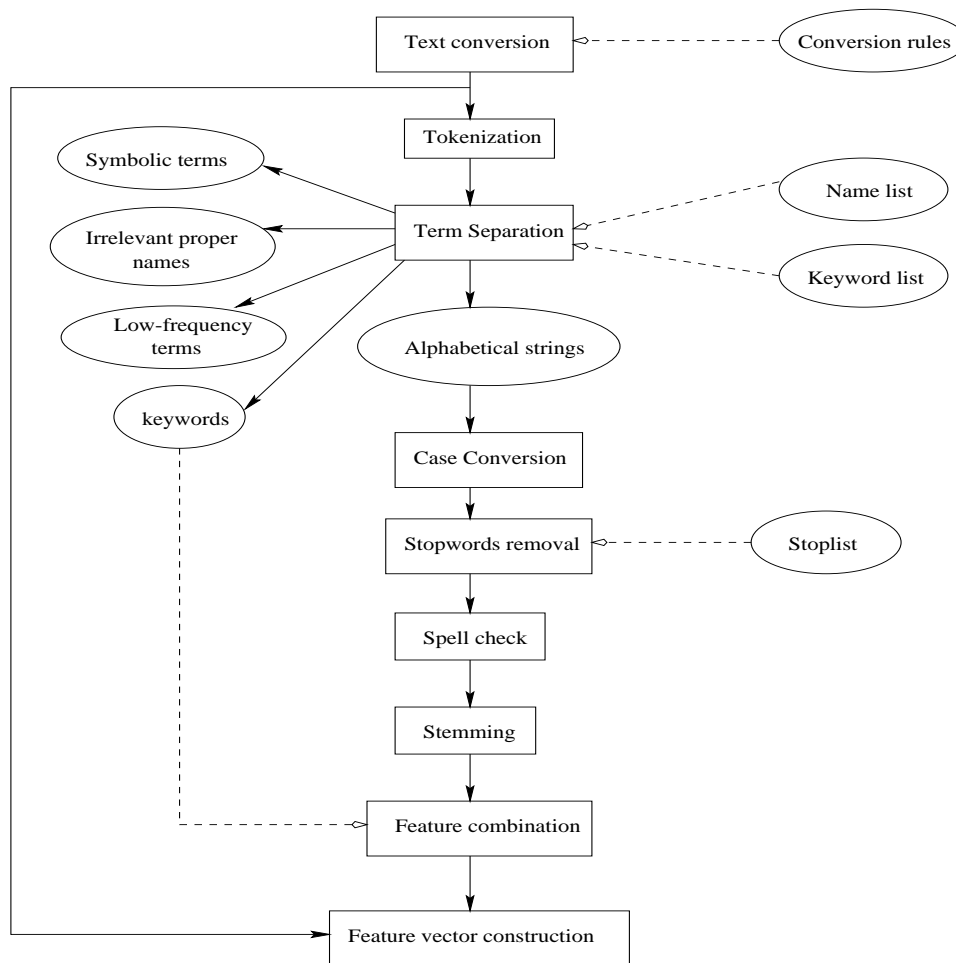 Text conversion
Conversion rules
Tokenization
Symbolic terms
Name list
Irrelevant proper
names
Term Separation
Keyword list
Low-frequency
terms
Alphabetical strings
keywords
Case Conversion
Stopwords removal
Stoplist
Spell check
Stemming
Feature combination
Feature vector construction